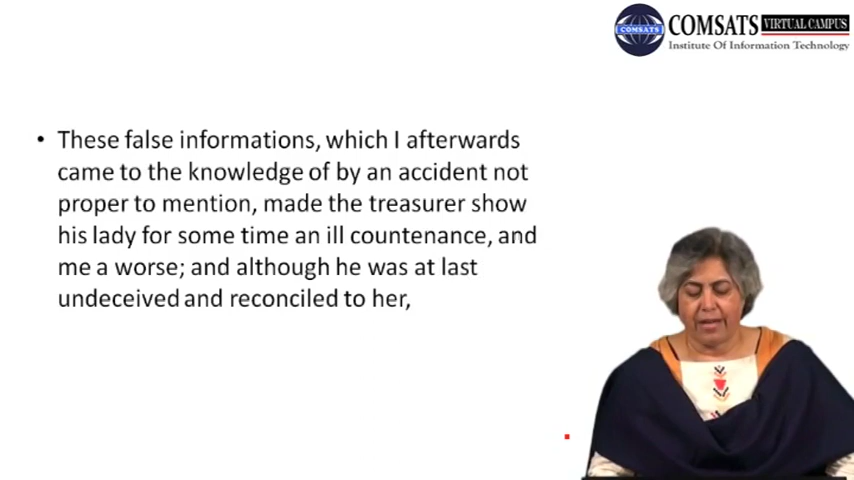 COMSATS VIRTUAL CAMPUS
COMSATS
Institute Of Information Technology
• These false informations, which I afterwards
came to the knowledge of by an accident not
proper to mention, made the treasurer show
his lady for some time an ill countenance, and
me a worse; and although he was at last
undeceived and reconciled to her,